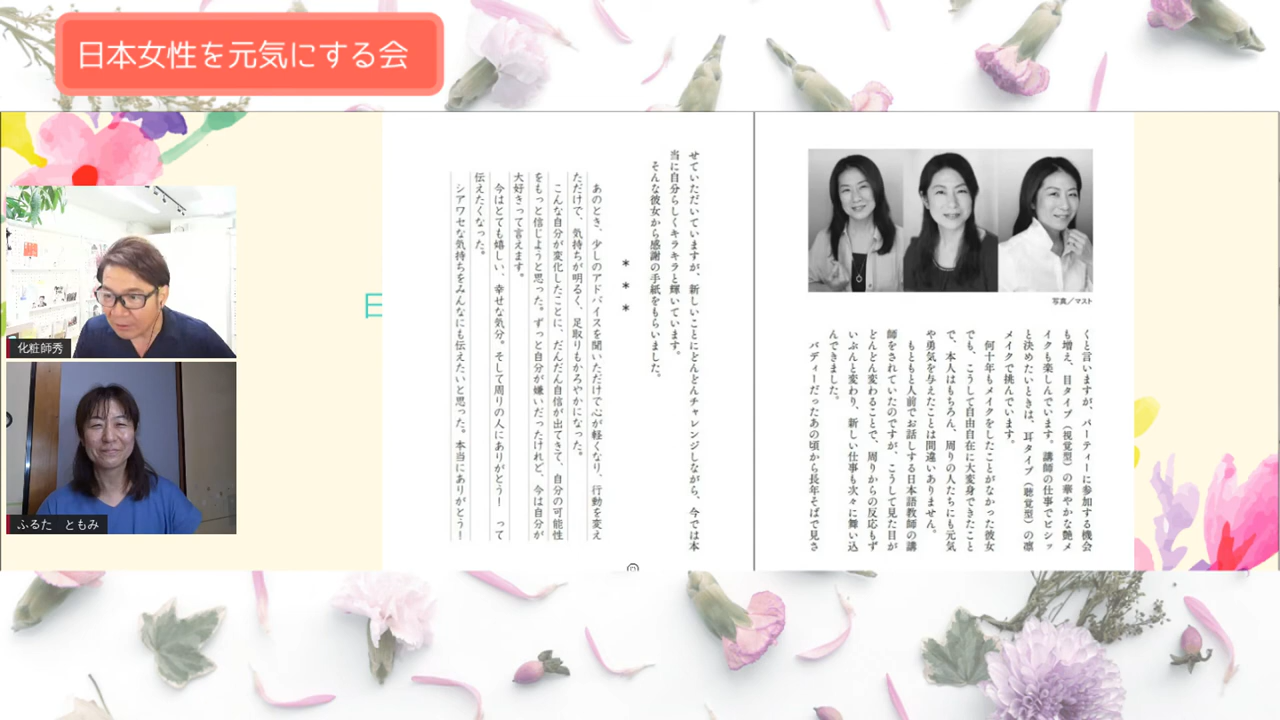 日本女性を元気にする会
化粧師秀
ふるた ともみ
日
写真／マスト
くと言いますが、パーティーに参加する機会
も増え、目タイプ（視覚型）の華やかな艶メ
イクも楽しんでいます。講師の仕事でビシッ
と決めたいときは、耳タイプ（聴覚型）の凛
メイクで挑んでいます。
何十年もメイクをしたことがなかった彼女
でも、こうして自由自在に大変身できたこと
で、本人はもちろん、周りの人たちにも元気
や勇気を与えたことは間違いありません。
もともと人前でお話しする日本語教師の講
師をされていたのですが、こうして見た目が
どんどん変わることで、周りからの反応もず
いぶんと変わり、新しい仕事も次々に舞い込
んできました。
バディーだったあの頃から長年そばで見さ
せていただいていますが、新しいことにどんどんチャレンジしながら、今では本
当に自分らしくキラキラと輝いています。
そんな彼女から感謝の手紙をもらいました。
＊ ＊ ＊
あのとき、少しのアドバイスを聞いただけで心が軽くなり、行動を変え
ただけで、気持ちが明るく、足取りもかろやかになった。
こんな自分が変化したことに、だんだん自信が出てきて、自分の可能性
をもっと信じようと思った。ずっと自分が嫌いだったけれど、今は自分が
大好きって言えます。
今はとても嬉しい、幸せな気分。そして周りの人にありがとう！ って
伝えたくなった。
シアワセな気持ちをみんなにも伝えたいと思った。本当にありがとう！